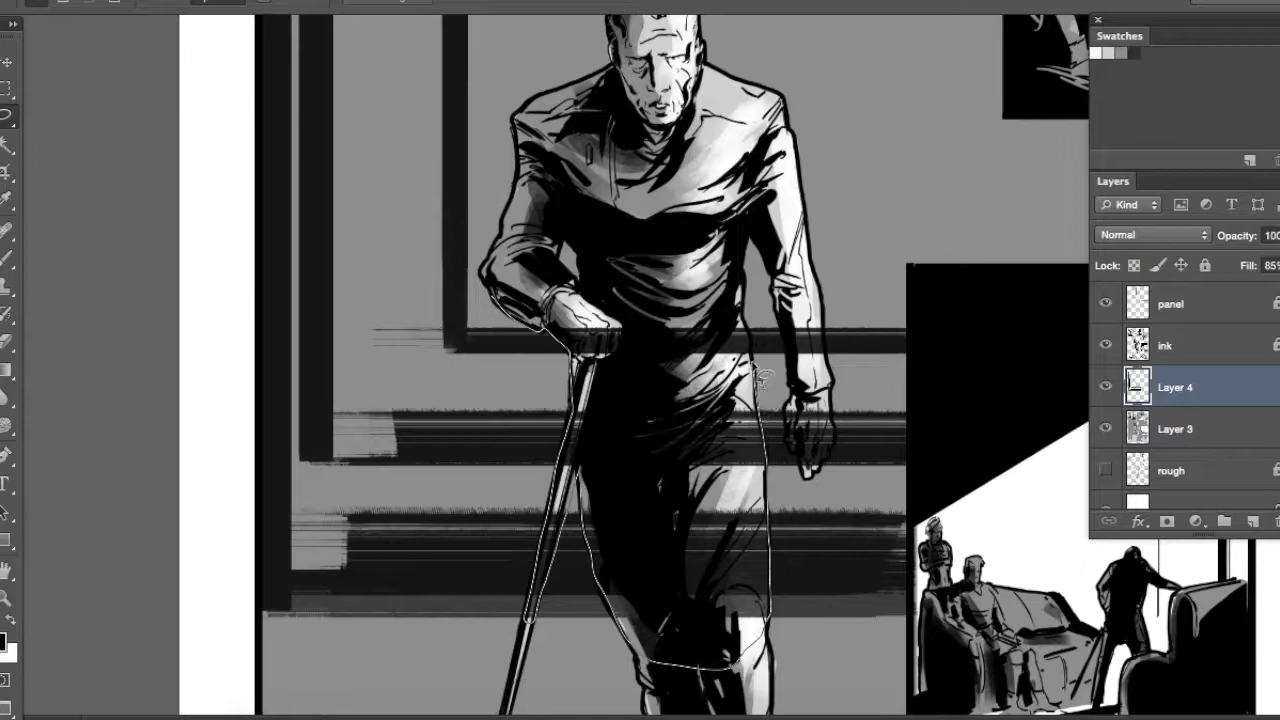 Swatches
Layers
Kind
Normal Opacity: 100
Lock: Fill: 85%
panel
ink
Layer 4
Layer 3
rough